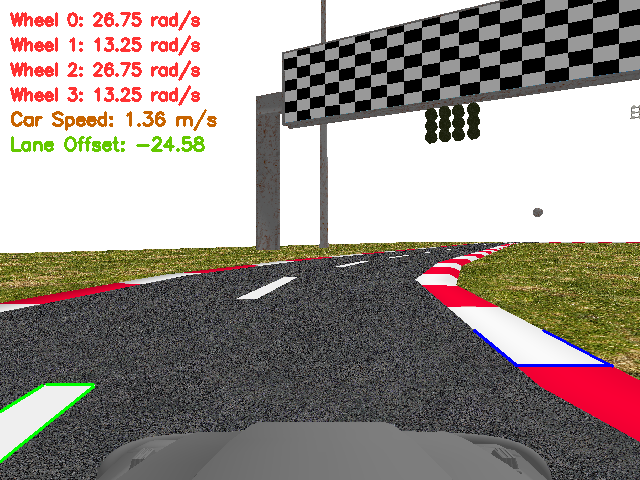 Wheel 0: 26.75 rad/s
Wheel 1: 13.25 rad/s
Wheel 2: 26.75 rad/s
Wheel 3: 13.25 rad/s
Car Speed: 1.36 m/s
Lane Offset: -24.58